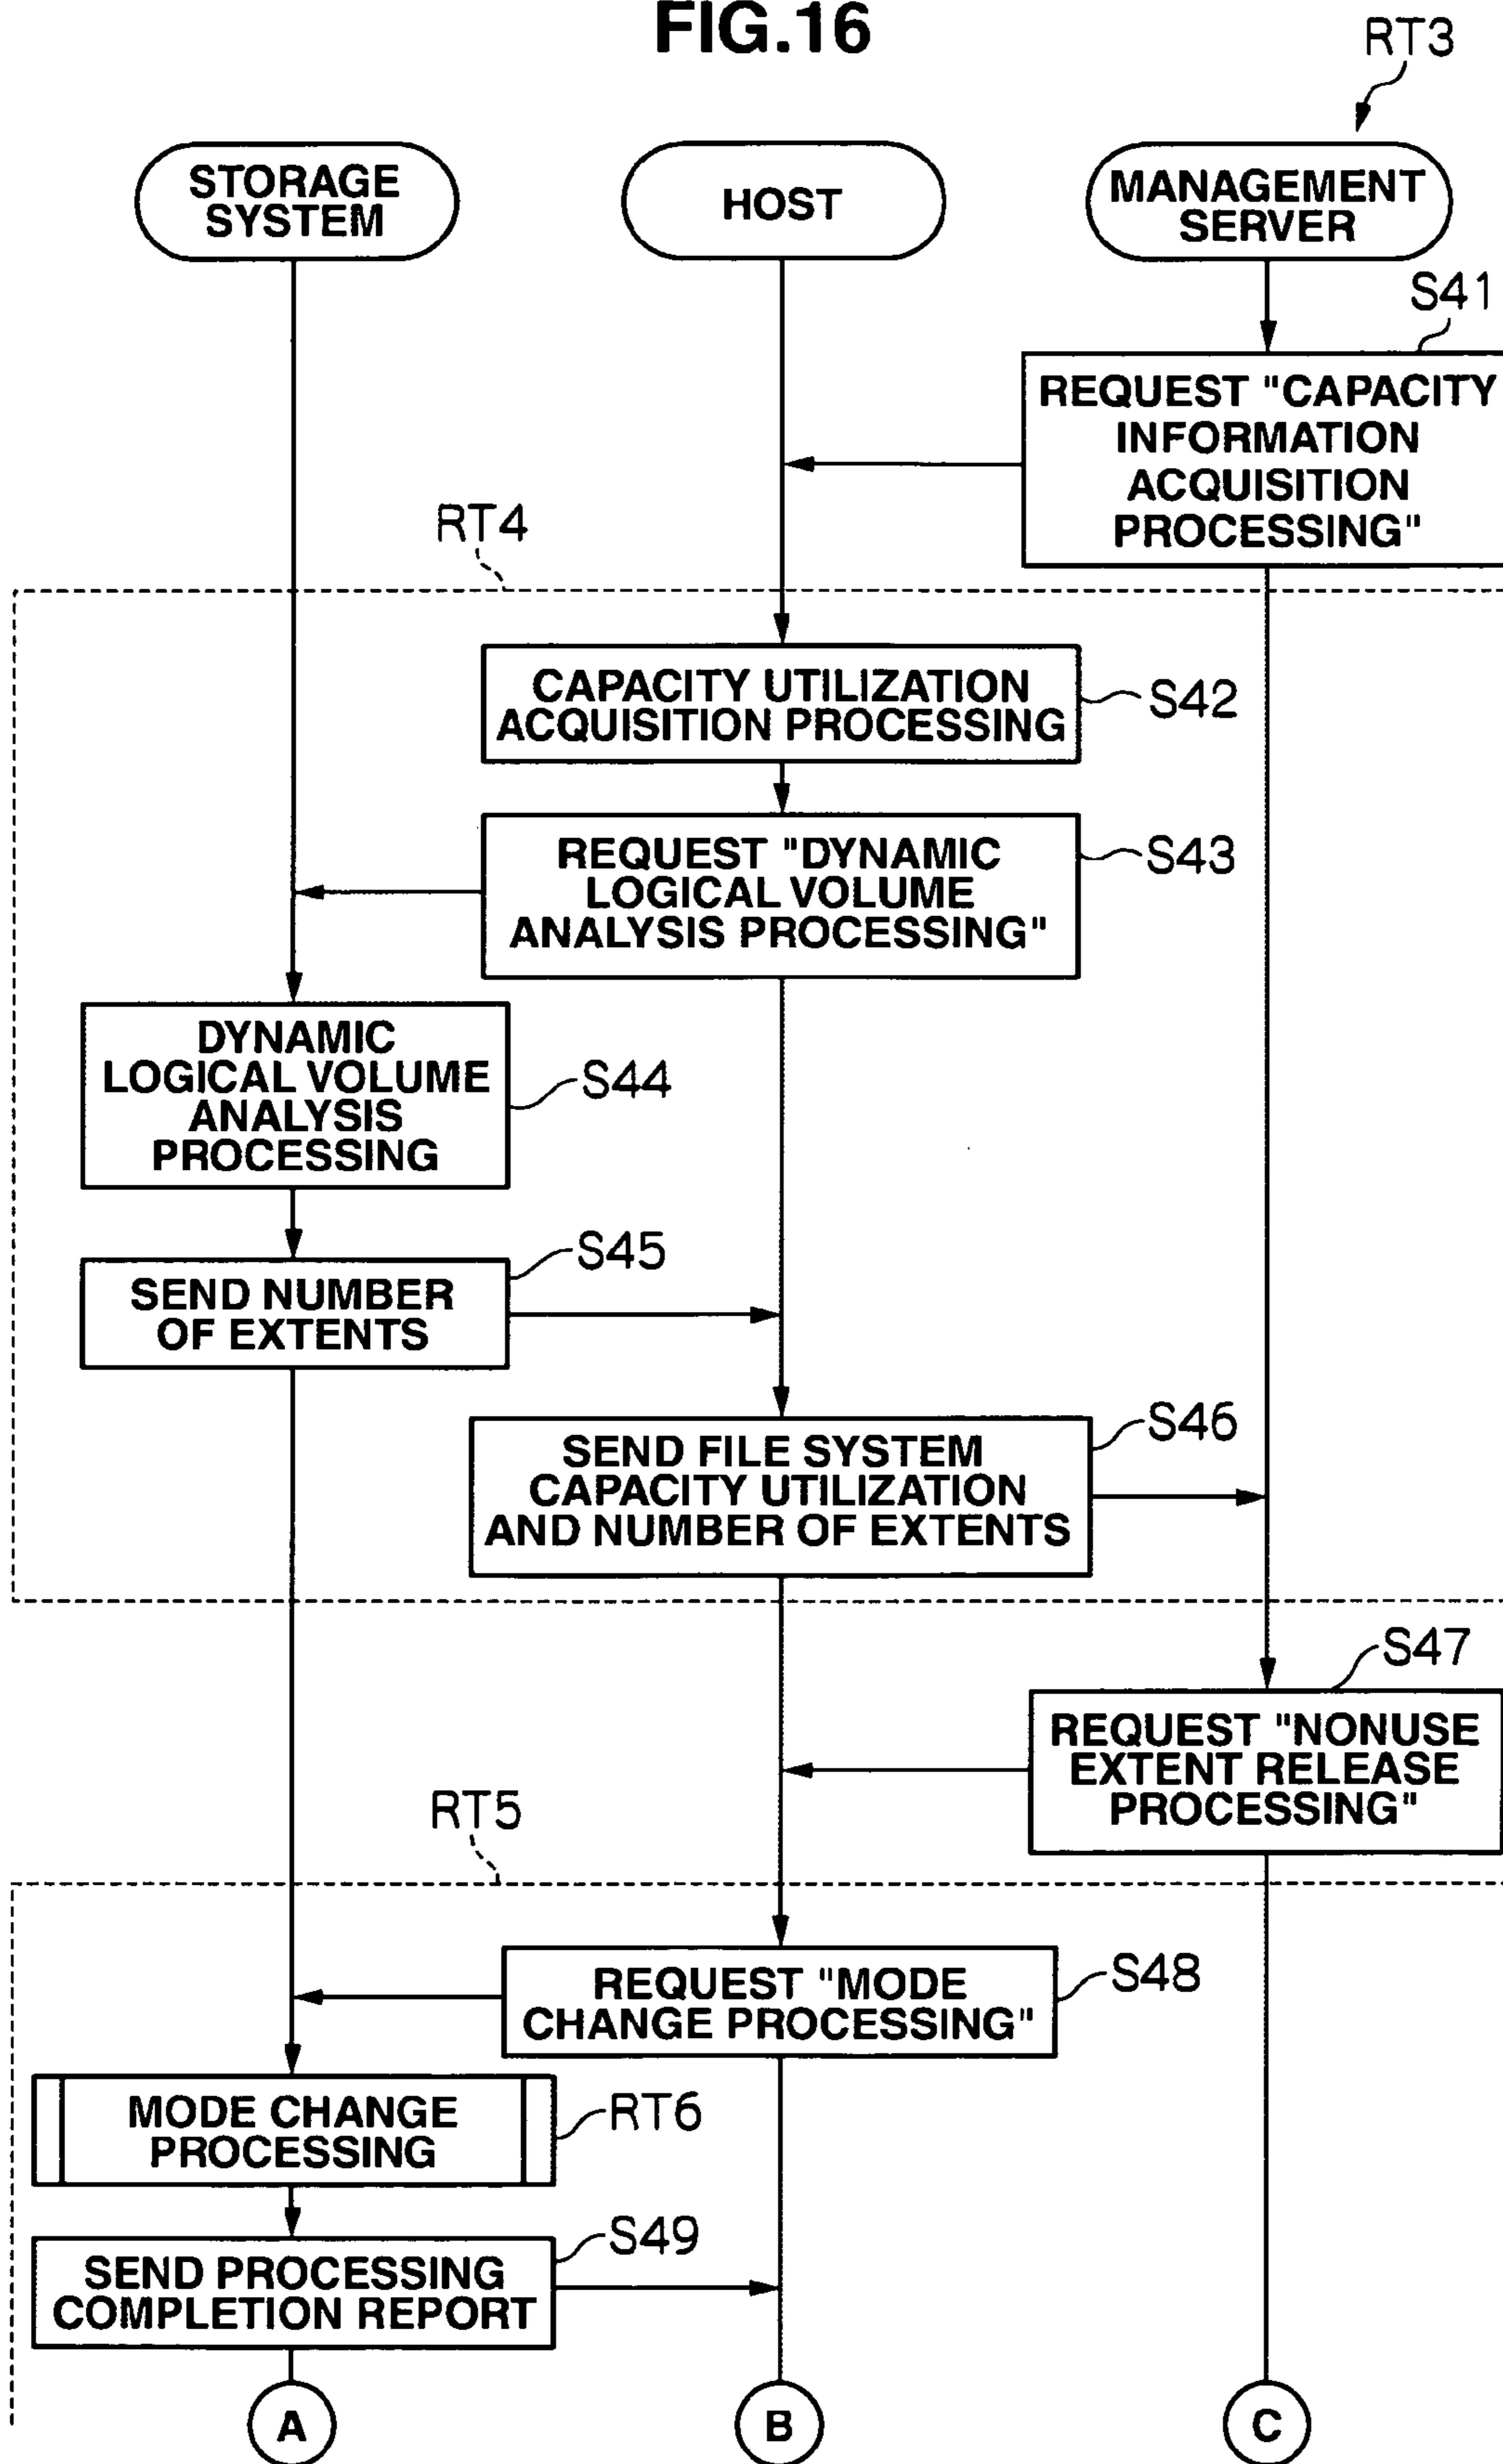 FIG.16
RT3
STORAGE
SYSTEM
HOST
MANAGEMENT
SERVER
S41
REQUEST "CAPACITY
INFORMATION
ACQUISITION
PROCESSING"
RT4
CAPACITY UTILIZATION
ACQUISITION PROCESSING
S42
REQUEST "DYNAMIC
LOGICAL VOLUME
ANALYSIS PROCESSING"
S43
DYNAMIC
LOGICAL VOLUME
ANALYSIS
PROCESSING
S44
SEND NUMBER
OF EXTENTS
S45
SEND FILE SYSTEM
CAPACITY UTILIZATION
AND NUMBER OF EXTENTS
S46
S47
REQUEST "NONUSE
EXTENT RELEASE
PROCESSING"
RT5
REQUEST "MODE
CHANGE PROCESSING"
S48
MODE CHANGE
PROCESSING
RT6
SEND PROCESSING
COMPLETION REPORT
S49
A
B
C